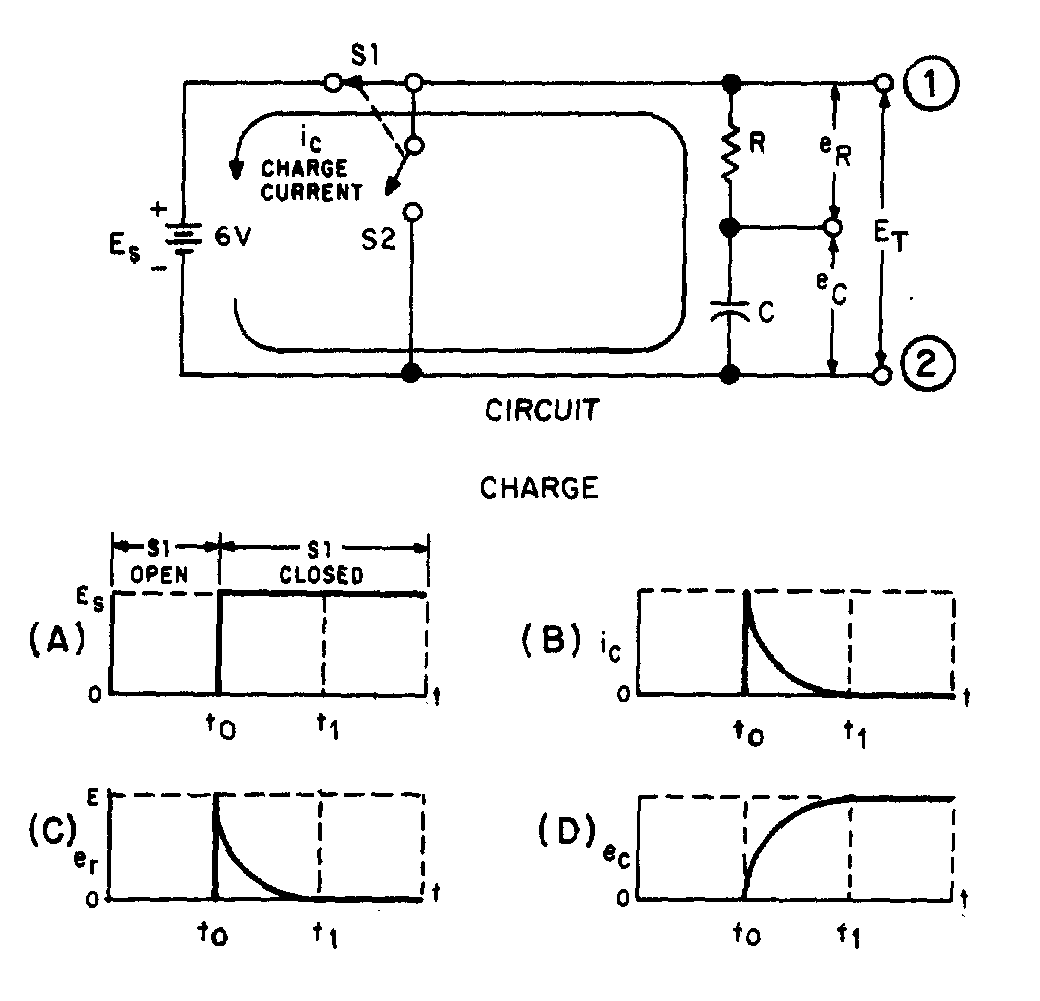 S1
1
i_C
CHARGE
CURRENT
R
e_R
+
E_s
6V
S2
E_T
–
e_C
C
2
CIRCUIT
CHARGE
S1 S1
OPEN CLOSED
E_s
(A)
0 t
t_0 t_1
(B) i_C
0 t
t_0 t_1
E
(C)
e_r
0 t
t_0 t_1
(D) e_C
0 t
t_0 t_1